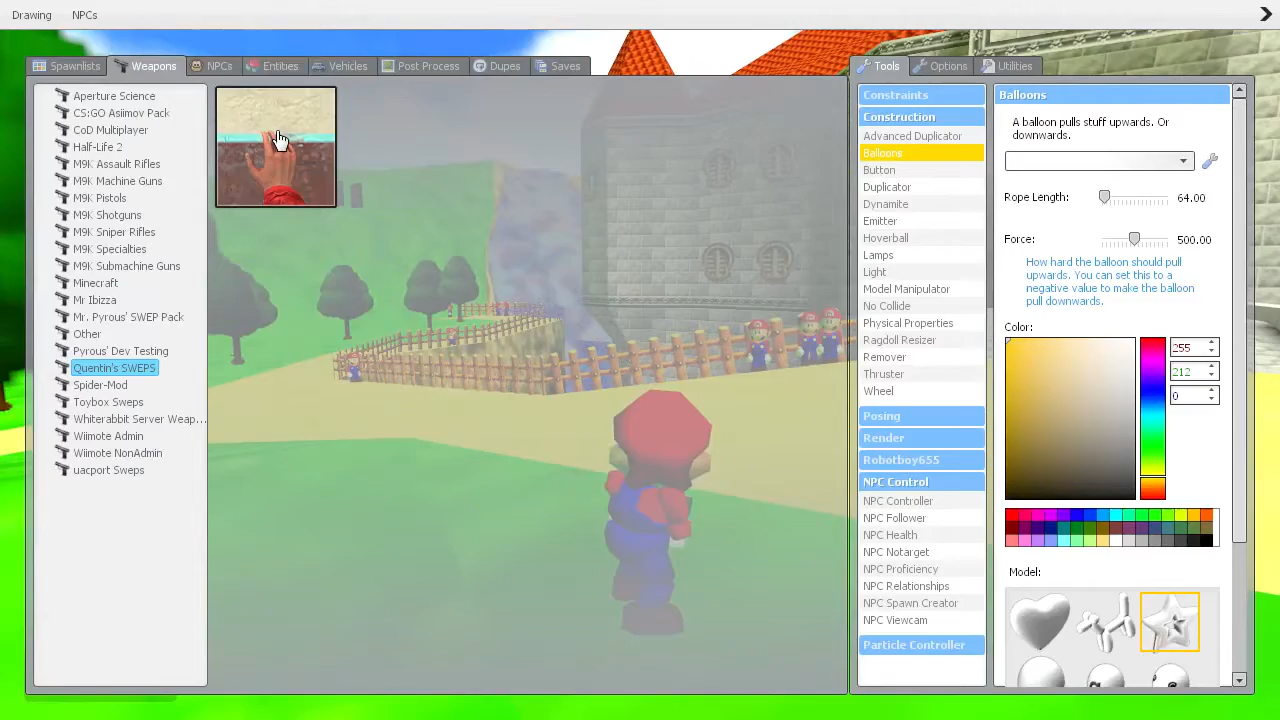 Drawing
NPCs
Spawnlists
Weapons
NPCs
Entities
Vehicles
Post Process
Dupes
Saves
Aperture Science
CS:GO Asiimov Pack
CoD Multiplayer
Half-Life 2
M9K Assault Rifles
M9K Machine Guns
M9K Pistols
M9K Shotguns
M9K Sniper Rifles
M9K Specialties
M9K Submachine Guns
Minecraft
Mr Ibizza
Mr. Pyrous SWEP Pack
Other
Pyrous' Dev Testing
Quentin's SWEPS
Spider-Mod
Toybox Sweps
Whiterabbit Server Weap...
Wiimote Admin
Wiimote NonAdmin
uacport Sweps
Tools
Options
Utilities
Constraints
Construction
Advanced Duplicator
Balloons
Button
Duplicator
Dynamite
Emitter
Hoverball
Lamps
Light
Model Manipulator
No Collide
Physical Properties
Ragdoll Resizer
Remover
Thruster
Wheel
Posing
Render
Robotboy655
NPC Control
NPC Controller
NPC Follower
NPC Health
NPC Notarget
NPC Proficiency
NPC Relationships
NPC Spawn Creator
NPC Viewcam
Particle Controller
Balloons
A balloon pulls stuff upwards. Or
downwards.
Rope Length: 64.00
Force: 500.00
How hard the balloon should pull
upwards. You can set this to a
negative value to make the balloon
pull downwards.
Color:
255
212
0
Model: